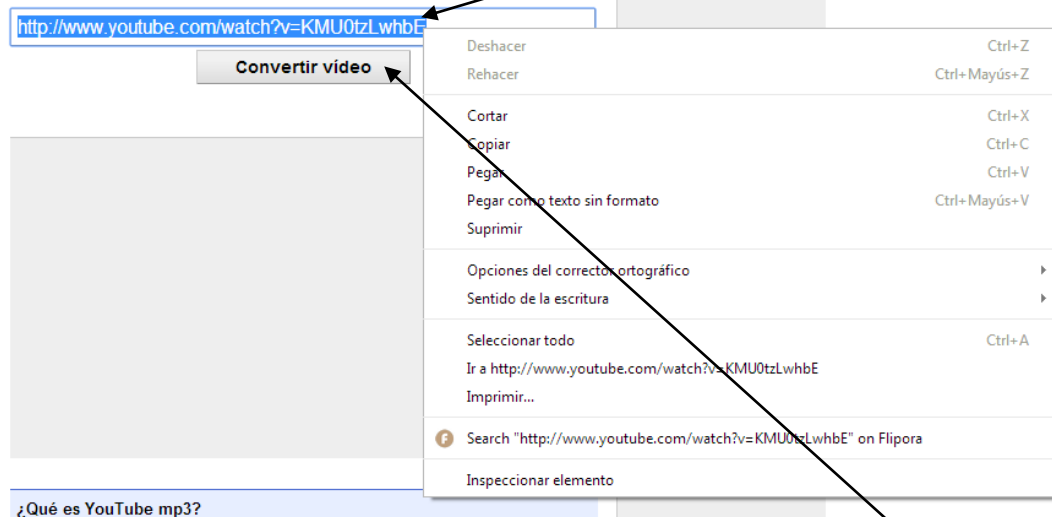 http://www.youtube.com/watch?v=KMU0tzLwhbE
Convertir vídeo
Deshacer Ctrl+Z
Rehacer Ctrl+Mayús+Z
Cortar Ctrl+X
Copiar Ctrl+C
Pegar Ctrl+V
Pegar como texto sin formato Ctrl+Mayús+V
Suprimir
Opciones del corrector ortográfico
Sentido de la escritura
Seleccionar todo Ctrl+A
Ir a http://www.youtube.com/watch?v=KMU0tzLwhbE
Imprimir...
Search "http://www.youtube.com/watch?v=KMU0tzLwhbE" on Flipora
Inspeccionar elemento
¿Qué es YouTube mp3?